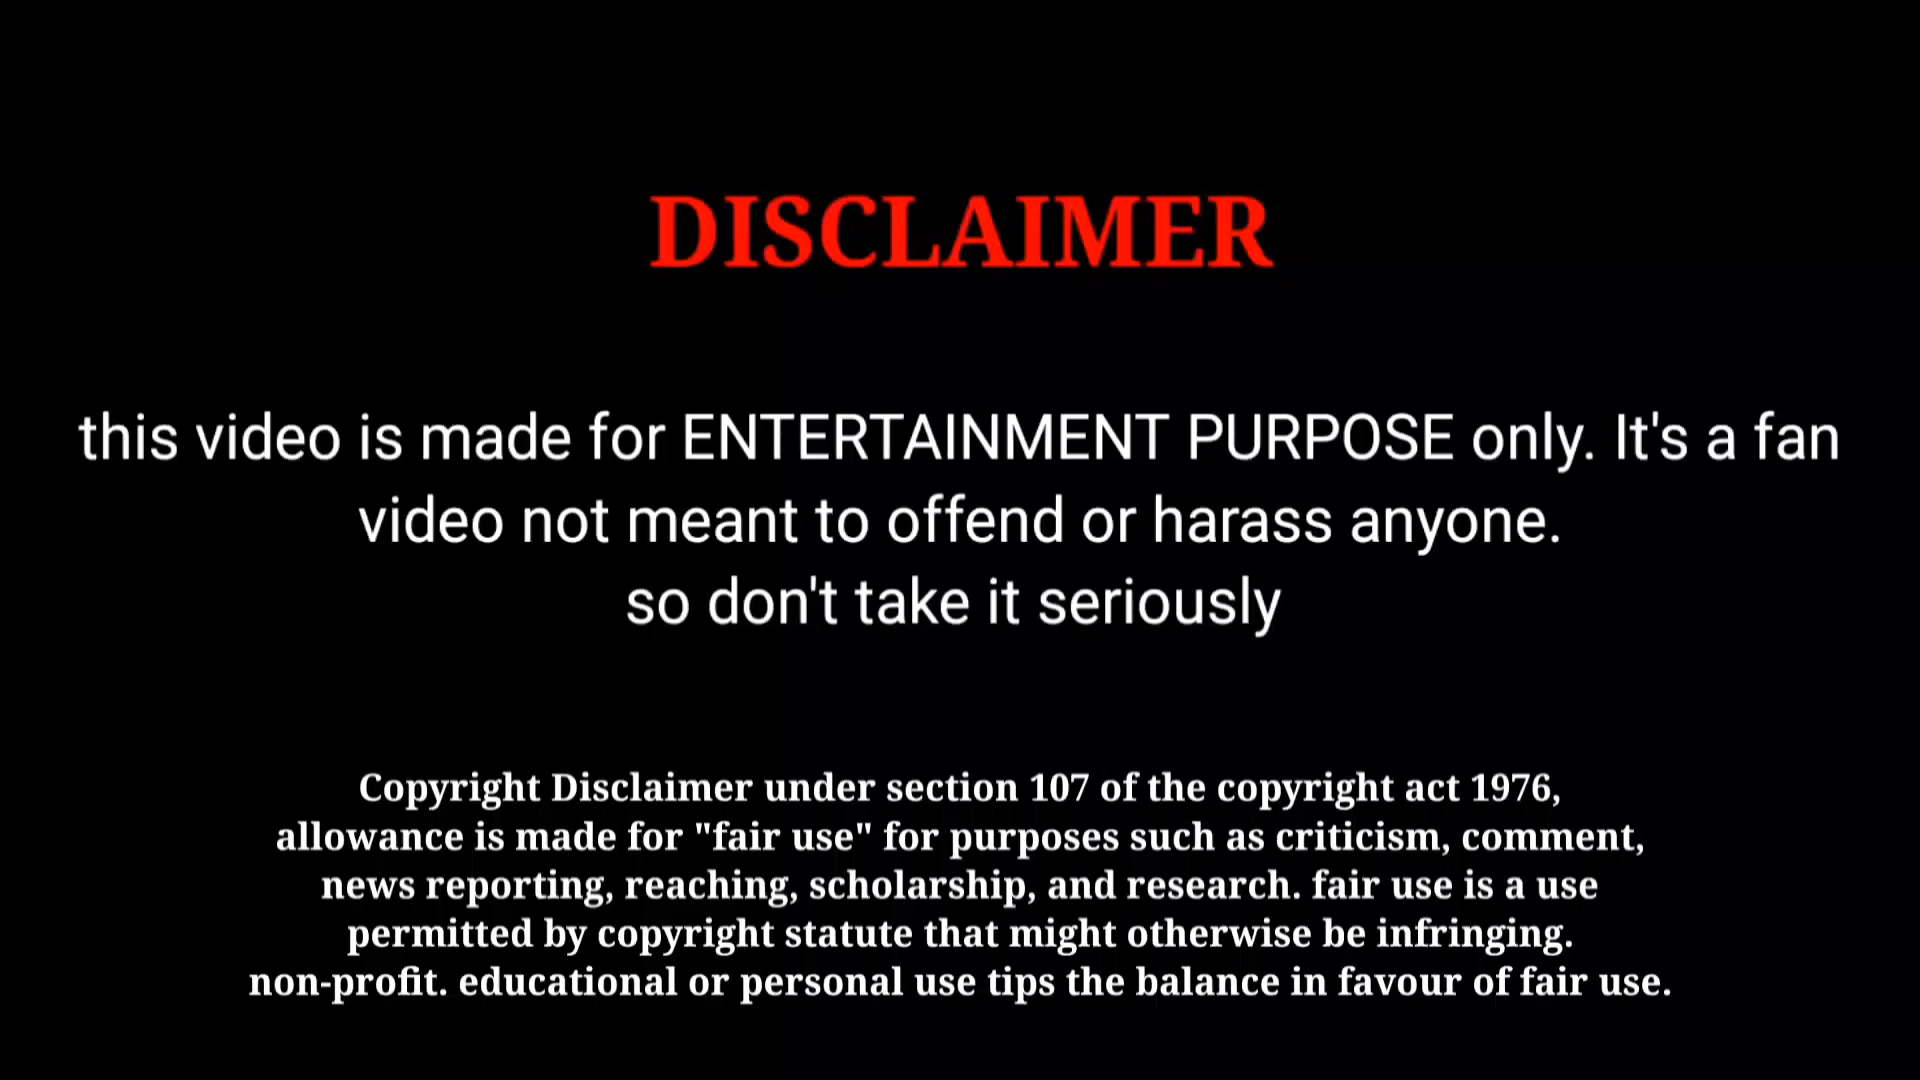 DISCLAIMER
this video is made for ENTERTAINMENT PURPOSE only. It's a fan
video not meant to offend or harass anyone.
so don't take it seriously
Copyright Disclaimer under section 107 of the copyright act 1976,
allowance is made for "fair use" for purposes such as criticism, comment,
news reporting, reaching, scholarship, and research. fair use is a use
permitted by copyright statute that might otherwise be infringing.
non-profit. educational or personal use tips the balance in favour of fair use.